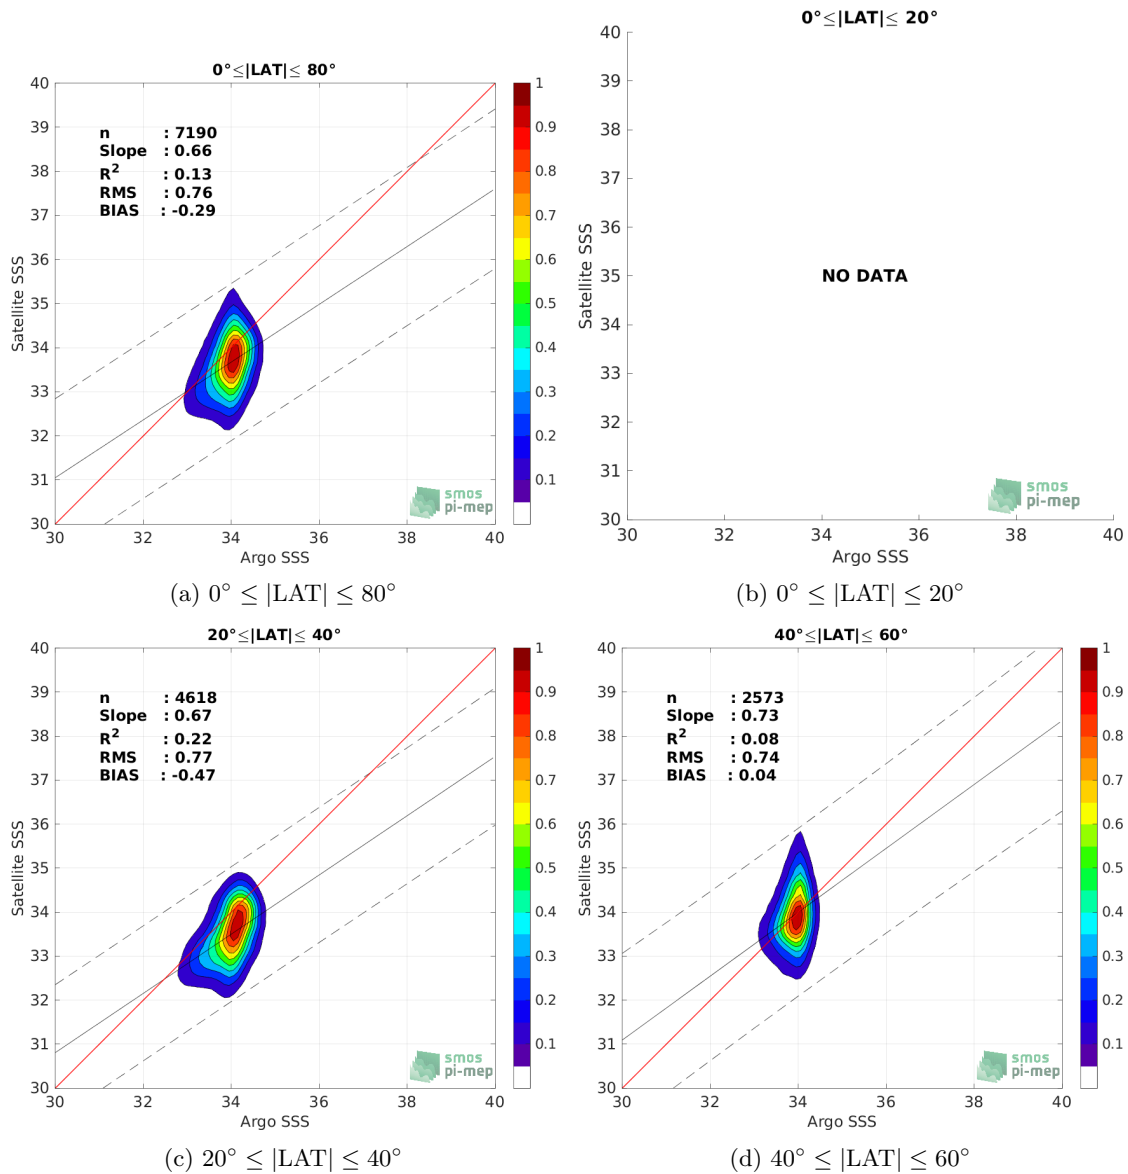 0°≤|LAT|≤ 80°
40
39
38
37
36
35
34
33
32
31
30
Satellite SSS
n : 7190
Slope : 0.66
R² : 0.13
RMS : 0.76
BIAS : -0.29
smos
pi-mep
30 32 34 36 38 40
Argo SSS
1
0.9
0.8
0.7
0.6
0.5
0.4
0.3
0.2
0.1
(a) 0° ≤ |LAT| ≤ 80°
0°≤|LAT|≤ 20°
40
39
38
37
36
35
34
33
32
31
30
Satellite SSS
NO DATA
smos
pi-mep
30 32 34 36 38 40
Argo SSS
(b) 0° ≤ |LAT| ≤ 20°
20°≤|LAT|≤ 40°
40
39
38
37
36
35
34
33
32
31
30
Satellite SSS
n : 4618
Slope : 0.67
R² : 0.22
RMS : 0.77
BIAS : -0.47
smos
pi-mep
30 32 34 36 38 40
Argo SSS
1
0.9
0.8
0.7
0.6
0.5
0.4
0.3
0.2
0.1
(c) 20° ≤ |LAT| ≤ 40°
40°≤|LAT|≤ 60°
40
39
38
37
36
35
34
33
32
31
30
Satellite SSS
n : 2573
Slope : 0.73
R² : 0.08
RMS : 0.74
BIAS : 0.04
smos
pi-mep
30 32 34 36 38 40
Argo SSS
1
0.9
0.8
0.7
0.6
0.5
0.4
0.3
0.2
0.1
(d) 40° ≤ |LAT| ≤ 60°